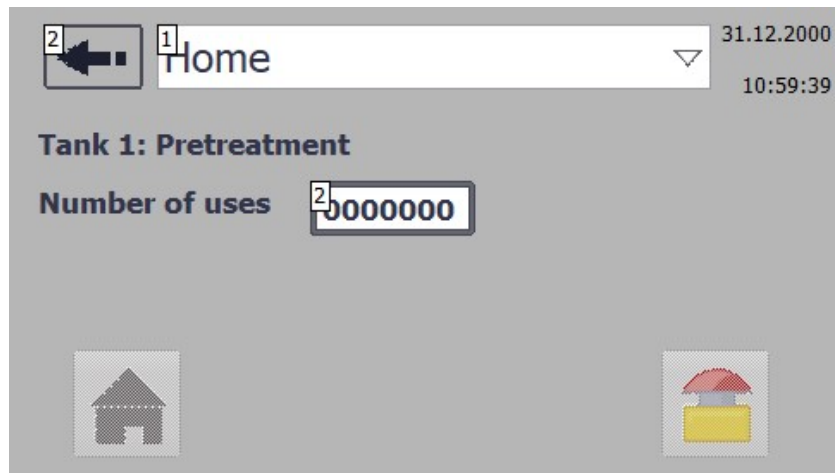 2
1
Home
31.12.2000
10:59:39
Tank 1: Pretreatment
Number of uses
2
0000000